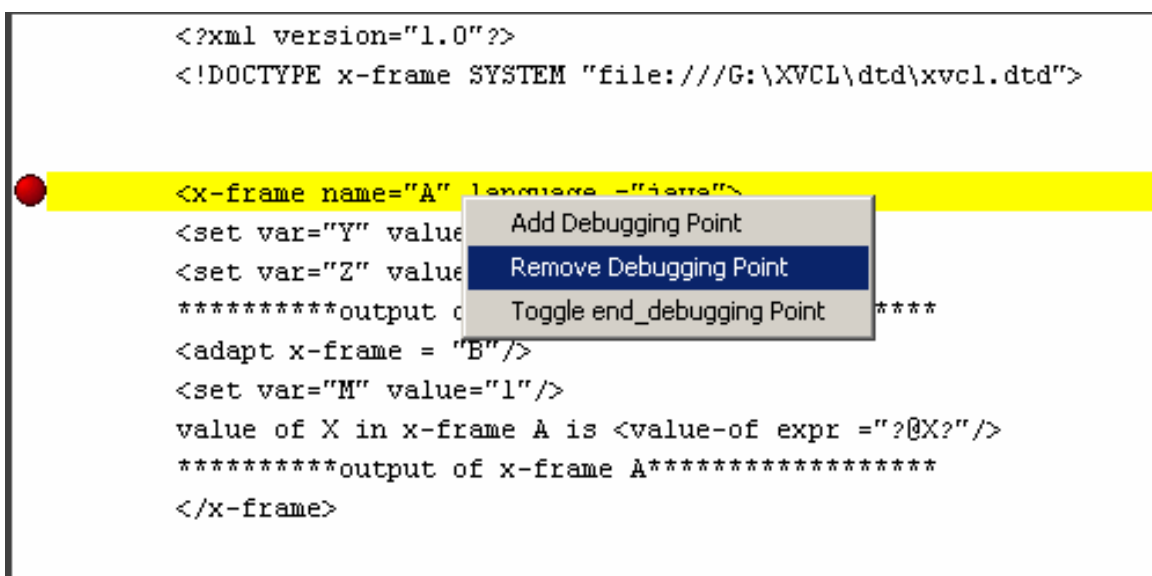 <?xml version="1.0"?>
<!DOCTYPE x-frame SYSTEM "file:///G:\XVCL\dtd\xvcl.dtd">
<x-frame name="A" language ="java">
<set var="Y" value
<set var="Z" value
**********output
Add Debugging Point
Remove Debugging Point
Toggle end_debugging Point
****
<adapt x-frame = "B"/>
<set var="M" value="1"/>
value of X in x-frame A is <value-of expr ="?@X?"/>
**********output of x-frame A******************
</x-frame>